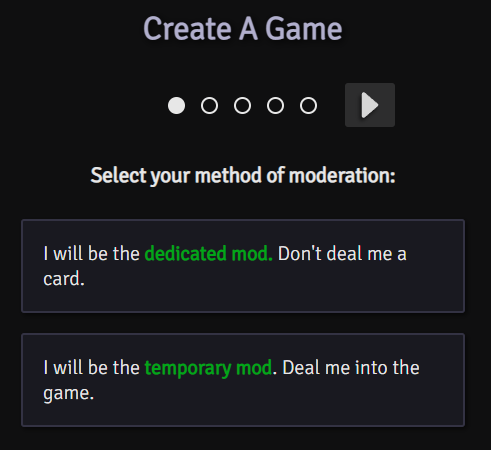 Create A Game
Select your method of moderation:
I will be the dedicated mod. Don't deal me a
card.
I will be the temporary mod. Deal me into the
game.